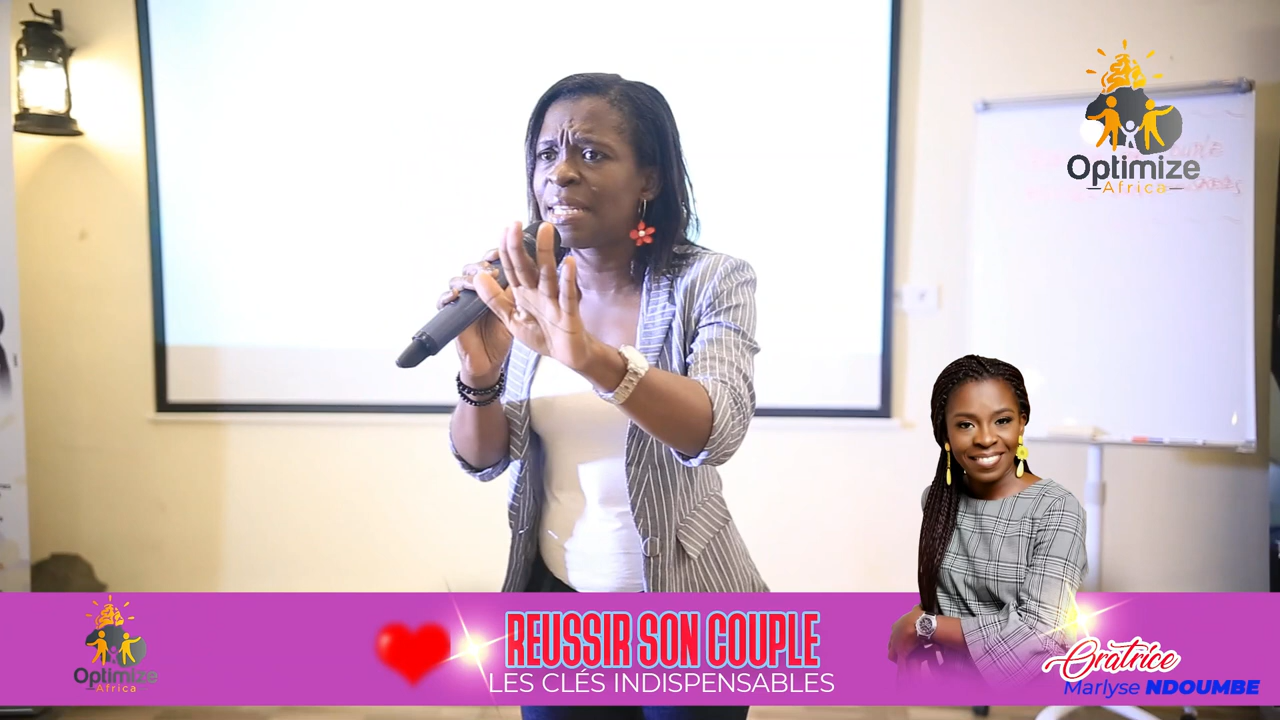 Optimize
Africa
Optimize
Africa
REUSSIR SON COUPLE
LES CLÉS INDISPENSABLES
Oratrice
Marlyse NDOUMBE